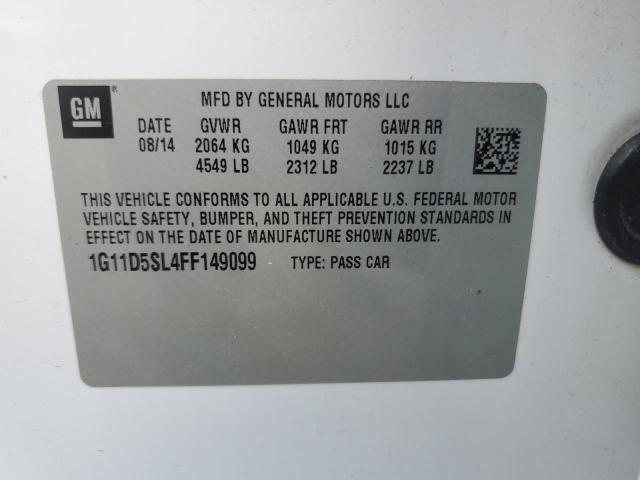 GM®
MFD BY GENERAL MOTORS LLC
DATE GVWR GAWR FRT GAWR RR
08/14 2064 KG 1049 KG 1015 KG
4549 LB 2312 LB 2237 LB
THIS VEHICLE CONFORMS TO ALL APPLICABLE U.S. FEDERAL MOTOR
VEHICLE SAFETY, BUMPER, AND THEFT PREVENTION STANDARDS IN
EFFECT ON THE DATE OF MANUFACTURE SHOWN ABOVE.
1G11D5SL4FF149099 TYPE: PASS CAR